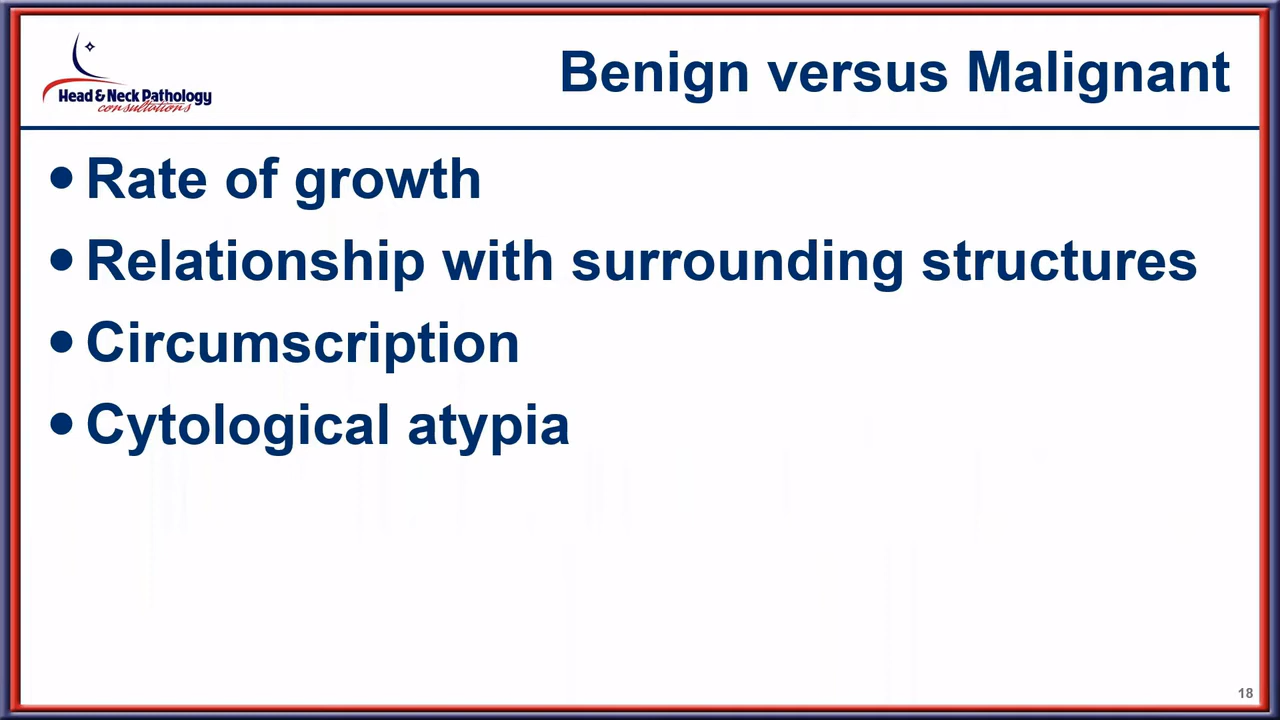 Head & Neck Pathology
consultations
Benign versus Malignant
• Rate of growth
• Relationship with surrounding structures
• Circumscription
• Cytological atypia
18